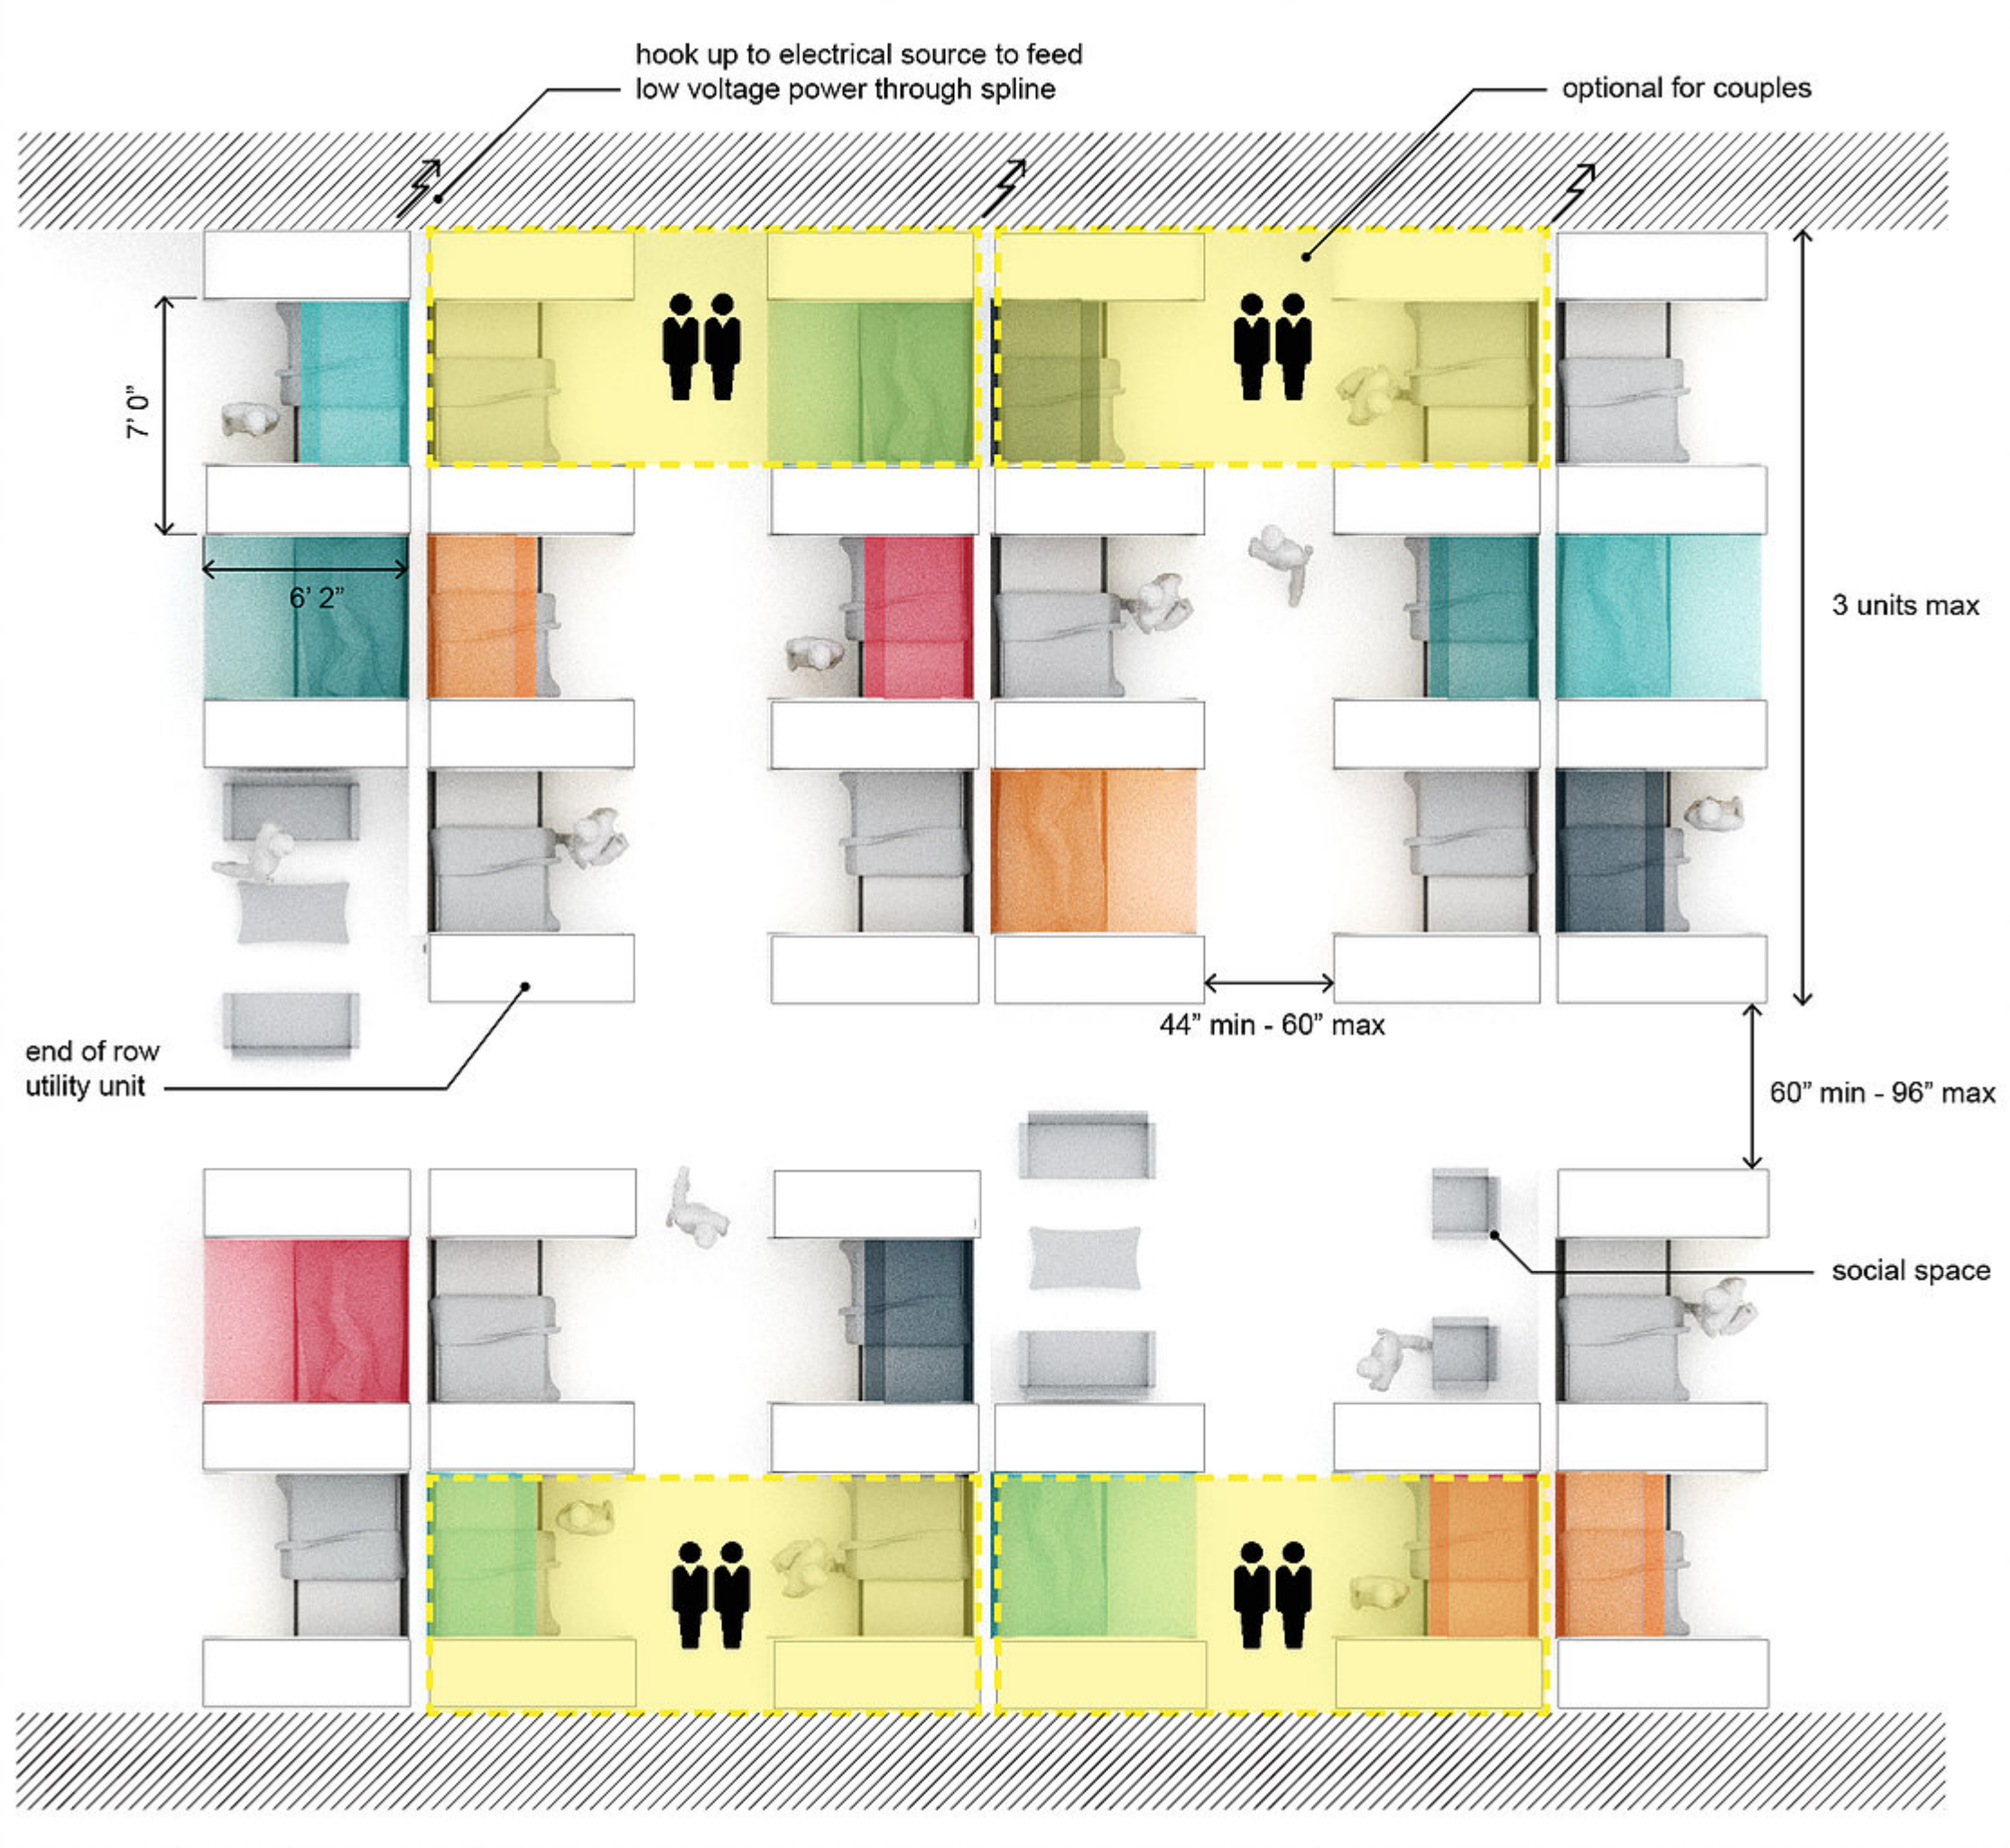 hook up to electrical source to feed
low voltage power through spline
optional for couples
7’ 0”
6’ 2”
3 units max
44” min - 60” max
end of row
utility unit
60” min - 96” max
social space